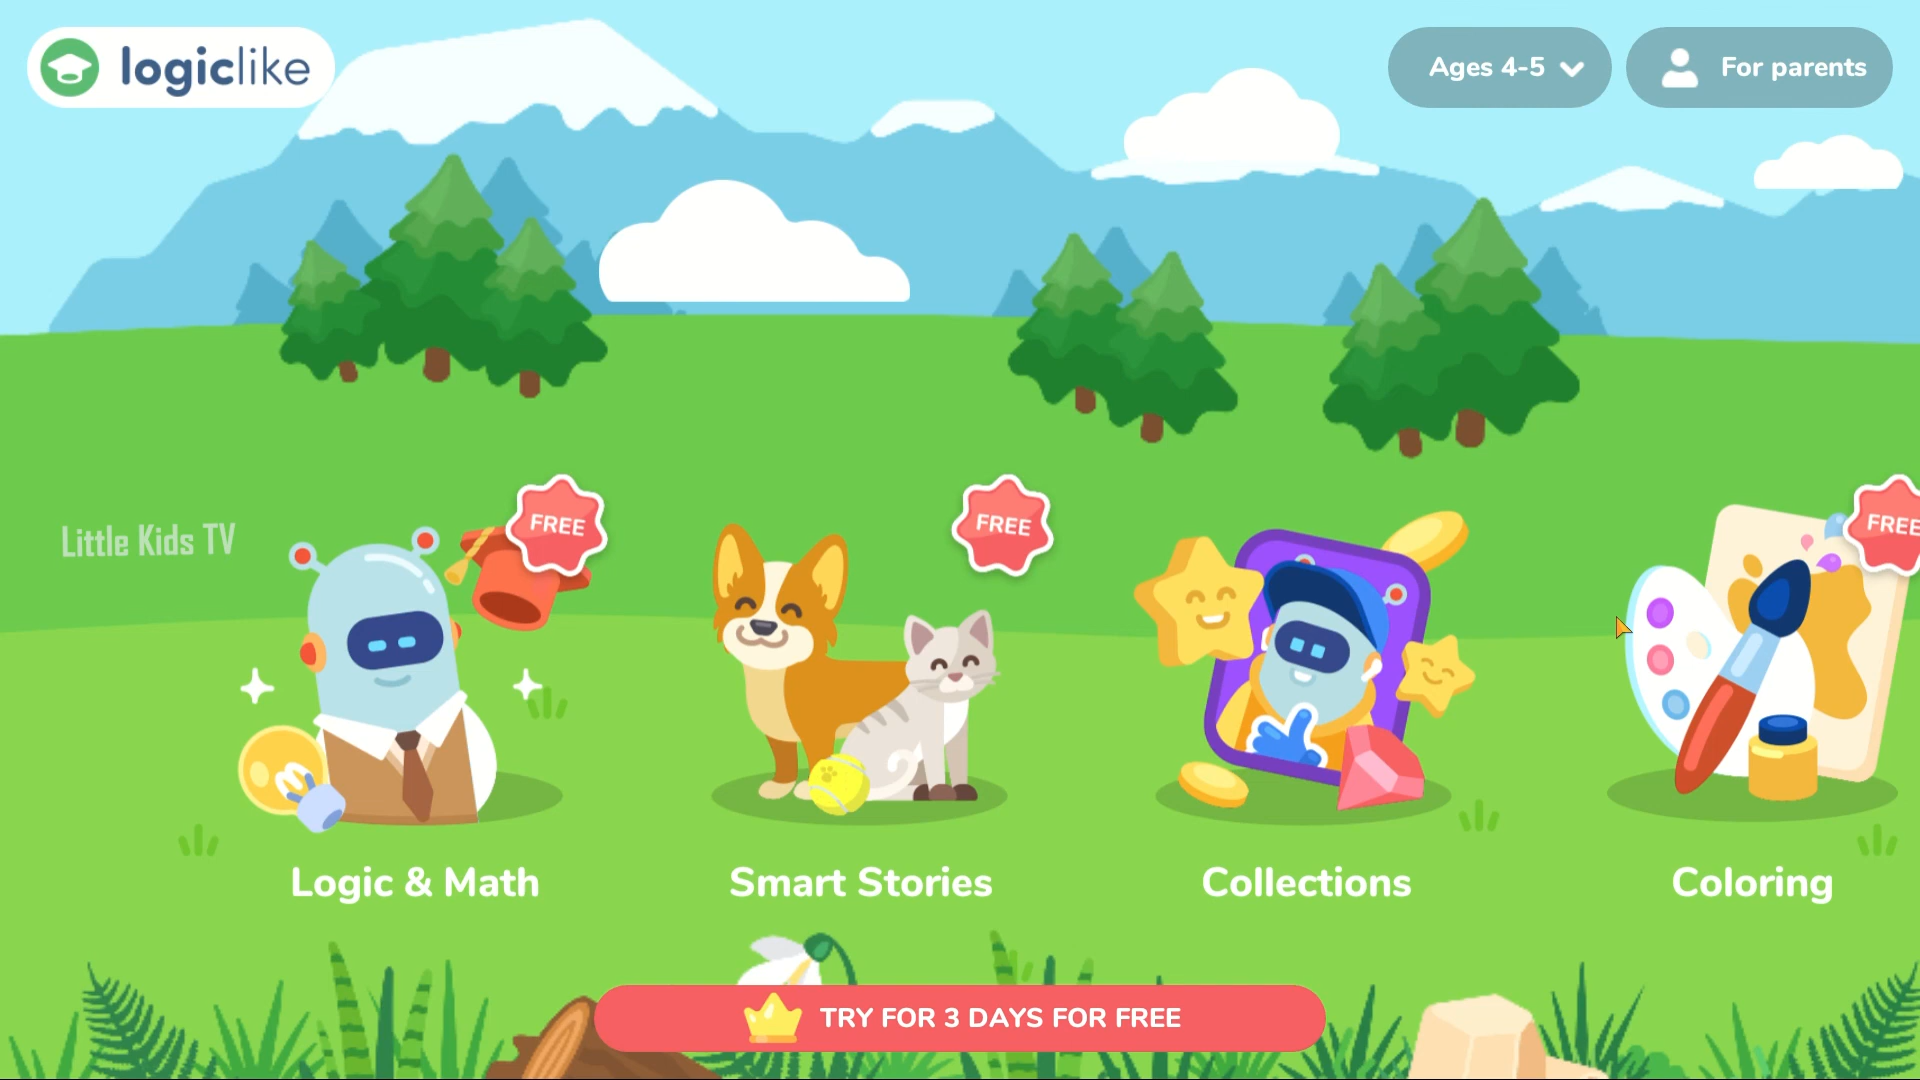 logiclike
Ages 4-5
For parents
Little Kids TV
FREE
FREE
FREE
Logic & Math
Smart Stories
Collections
Coloring
TRY FOR 3 DAYS FOR FREE